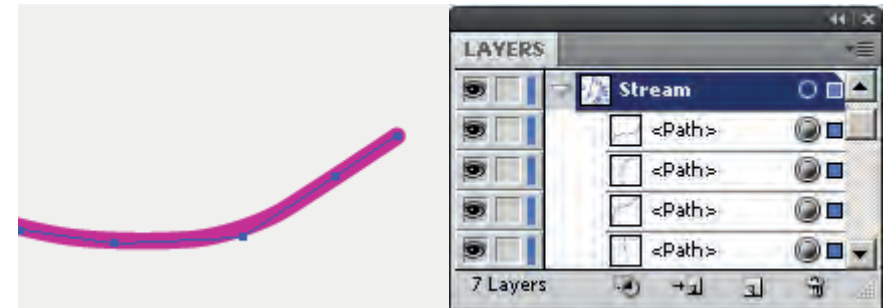 LAYERS
Stream
<Path>
<Path>
<Path>
<Path>
7 Layers